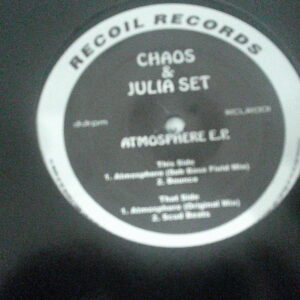 RECOIL RECORDS
CHAOS
&
JULIA SET
ATMOSPHERE E.P.
This Side
1. Atmosphere (Sub Bass Field Mix)
2. Bounce
That Side
1. Atmosphere (Original Mix)
2. Scud Beats